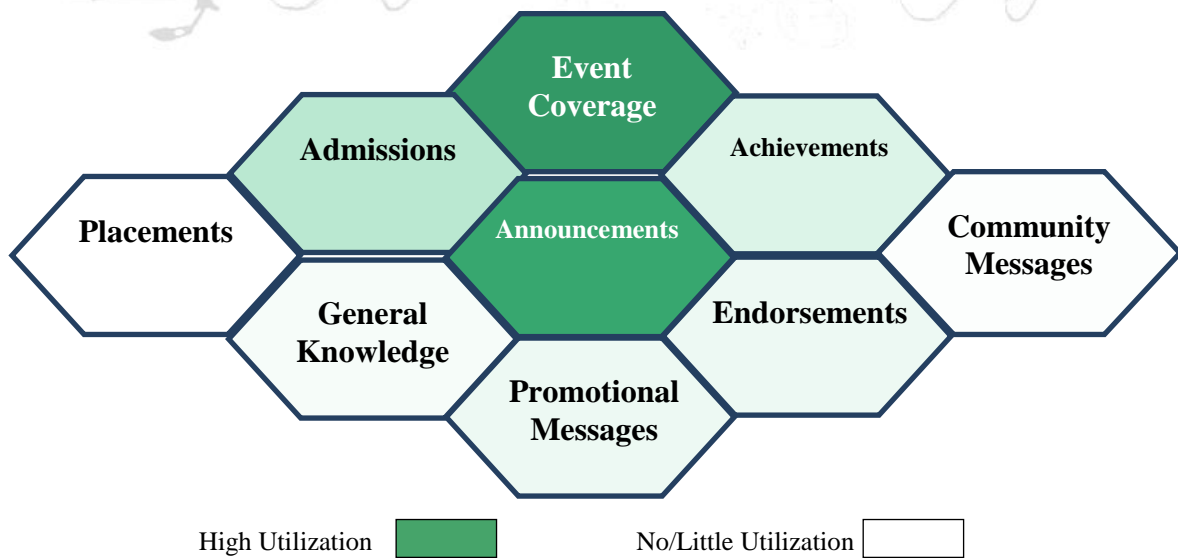 Event
Coverage
Admissions
Achievements
Placements
Announcements
Community
Messages
General
Knowledge
Endorsements
Promotional
Messages
High Utilization
No/Little Utilization